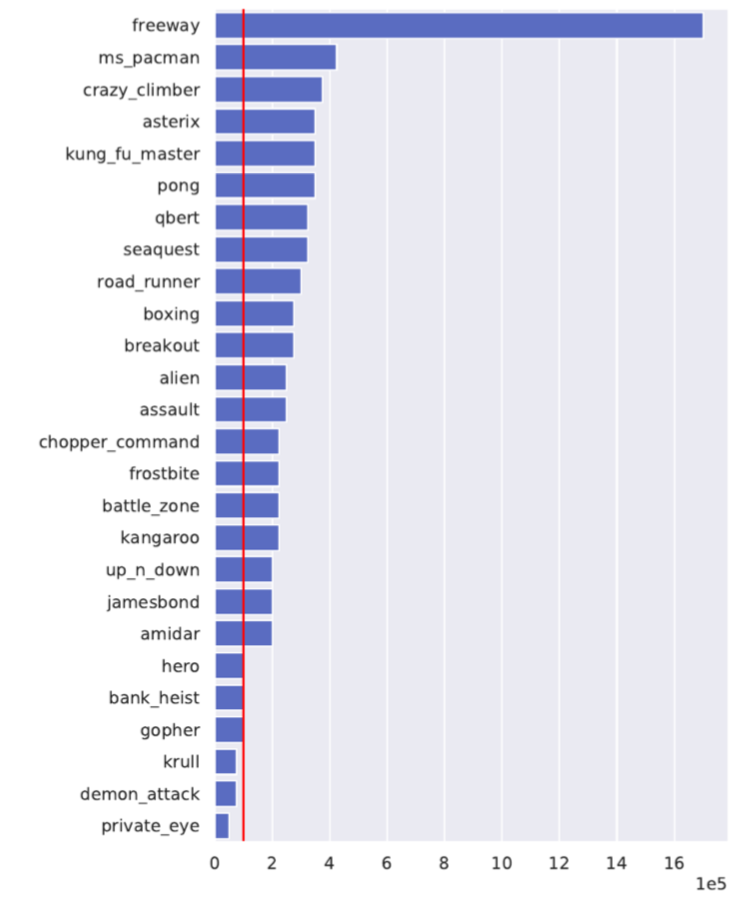 freeway
ms_pacman
crazy_climber
asterix
kung_fu_master
pong
qbert
seaquest
road_runner
boxing
breakout
alien
assault
chopper_command
frostbite
battle_zone
kangaroo
up_n_down
jamesbond
amidar
hero
bank_heist
gopher
krull
demon_attack
private_eye
0 2 4 6 8 10 12 14 16
1e5